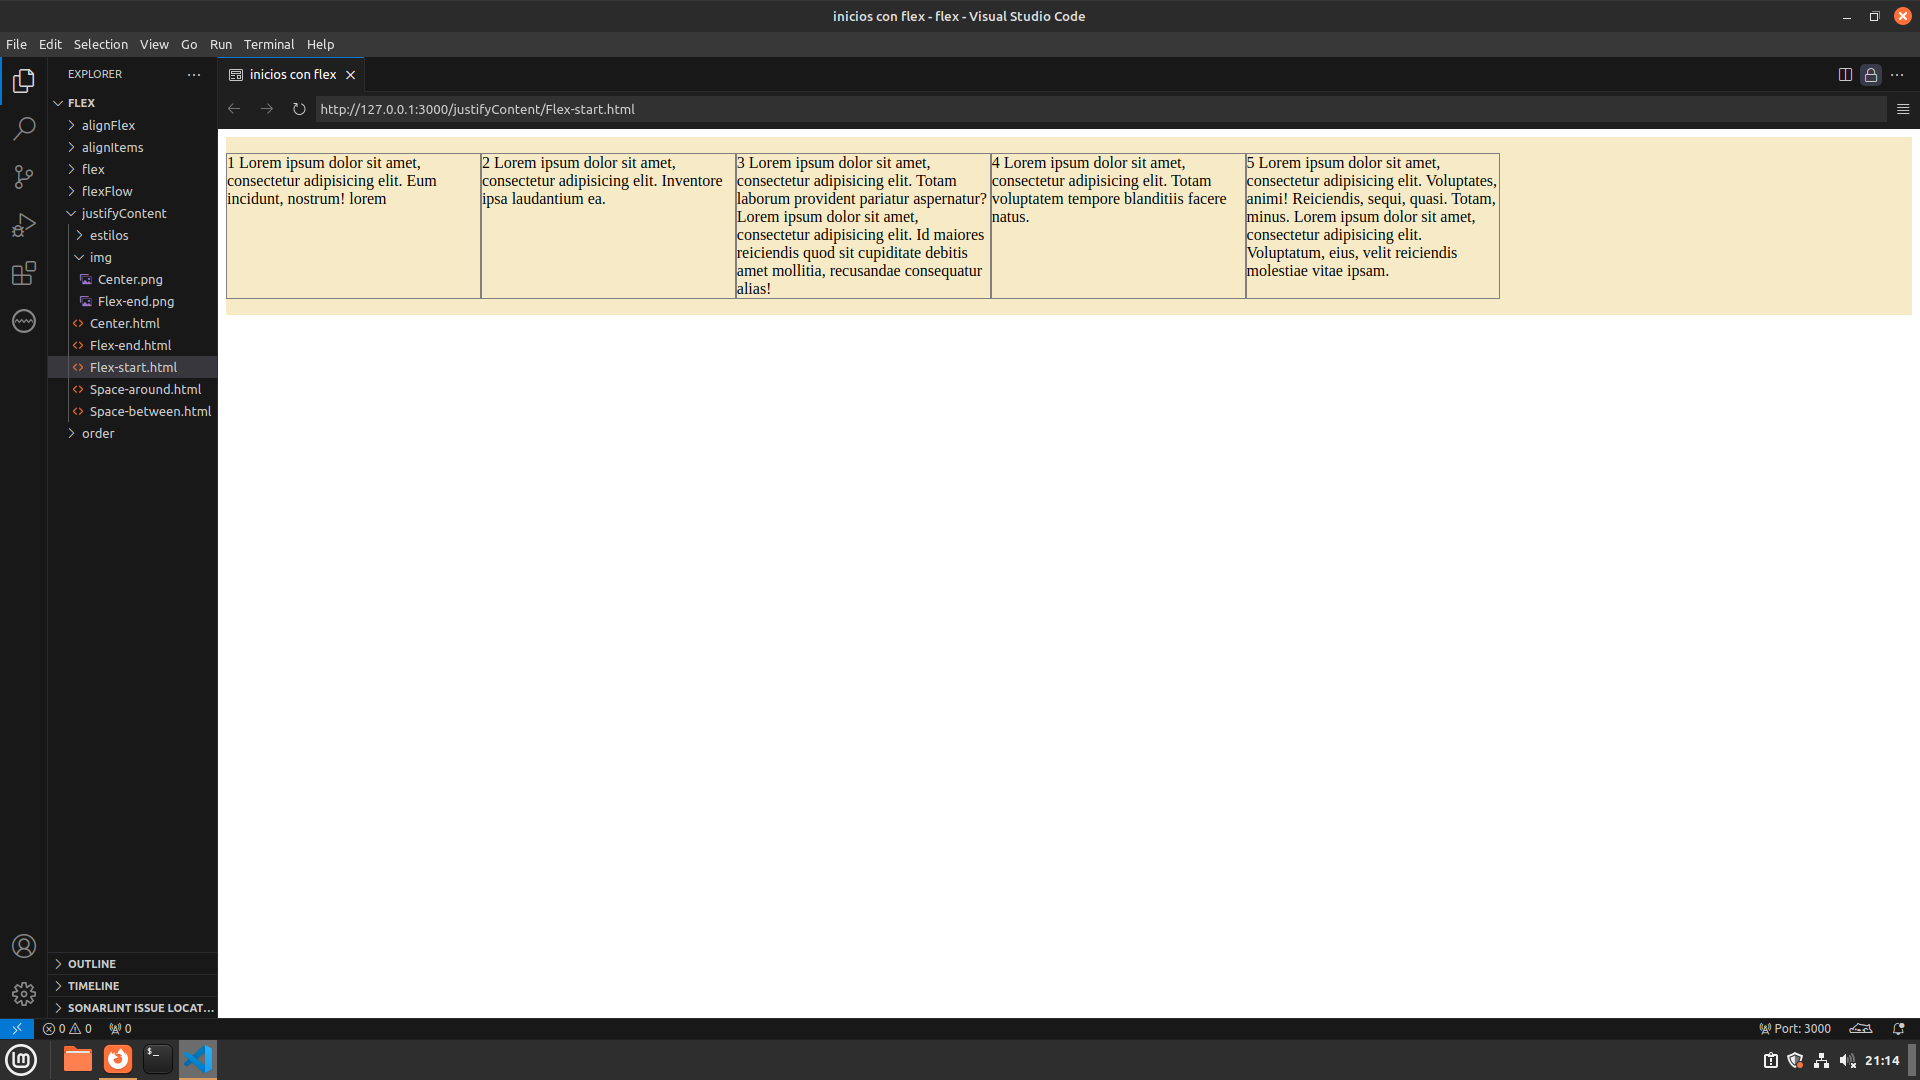 inicios con flex - flex - Visual Studio Code
File Edit Selection View Go Run Terminal Help
EXPLORER
FLEX
alignFlex
alignItems
flex
flexFlow
justifyContent
estilos
img
Center.png
Flex-end.png
Center.html
Flex-end.html
Flex-start.html
Space-around.html
Space-between.html
order
OUTLINE
TIMELINE
SONARLINT ISSUE LOCAT...
inicios con flex
http://127.0.0.1:3000/justifyContent/Flex-start.html
1 Lorem ipsum dolor sit amet,
consectetur adipisicing elit. Eum
incidunt, nostrum! lorem
2 Lorem ipsum dolor sit amet,
consectetur adipisicing elit. Inventore
ipsa laudantium ea.
3 Lorem ipsum dolor sit amet,
consectetur adipisicing elit. Totam
laborum provident pariatur aspernatur?
Lorem ipsum dolor sit amet,
consectetur adipisicing elit. Id maiores
reiciendis quod sit cupiditate debitis
amet mollitia, recusandae consequatur
alias!
4 Lorem ipsum dolor sit amet,
consectetur adipisicing elit. Totam
voluptatem tempore blanditiis facere
natus.
5 Lorem ipsum dolor sit amet,
consectetur adipisicing elit. Voluptates,
animi! Reiciendis, sequi, quasi. Totam,
minus. Lorem ipsum dolor sit amet,
consectetur adipisicing elit.
Voluptatum, eius, velit reiciendis
molestiae vitae ipsam.
0 0 0
Port: 3000
21:14